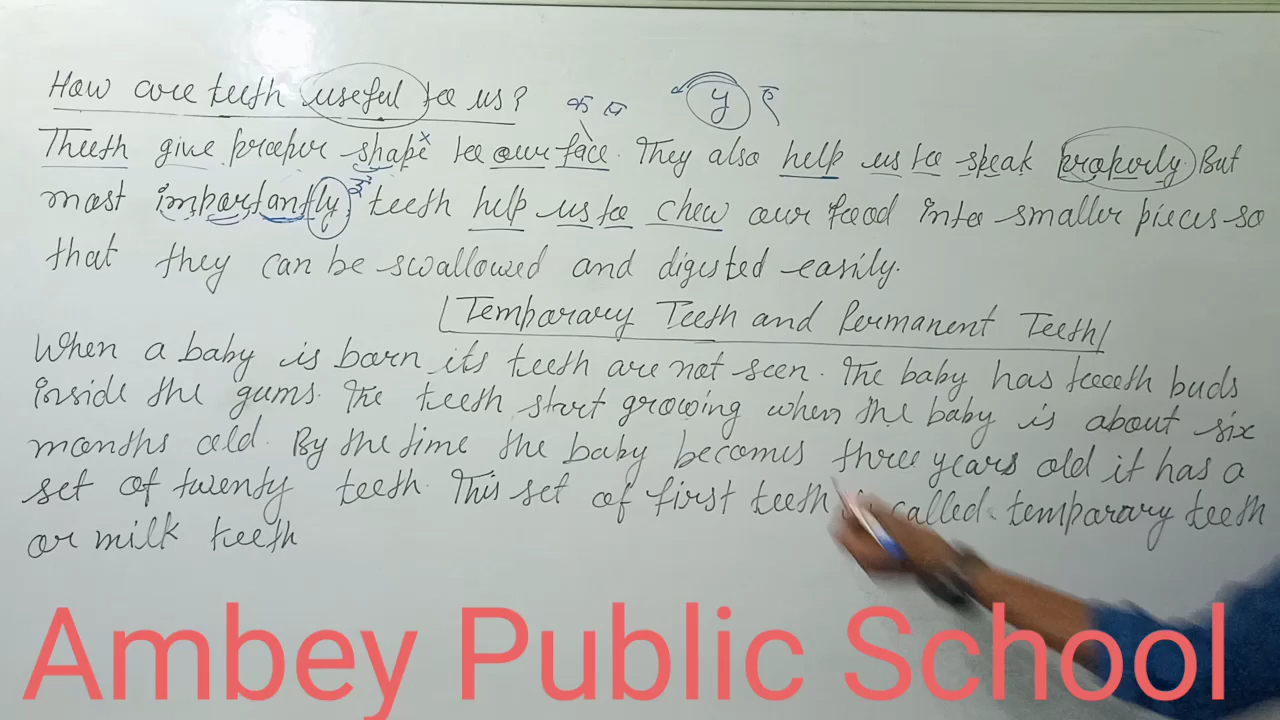 How are teeth useful to us?
Theeth give proper shape to our face. They also help us to speak properly But
most importantly, teeth help us to chew our food into smaller pieces so
that they can be swallowed and digested easily.
Temporary Teeth and Permanent Teeth
When a baby is born its teeth are not seen. The baby has tooeth buds
inside the gums. The teeth start growing when the baby is about six
months old. By the time the baby becomes three years old it has a
set of twenty teeth. This set of first teeth is called temporary teeth
or milk teeth
y
Ambey Public School